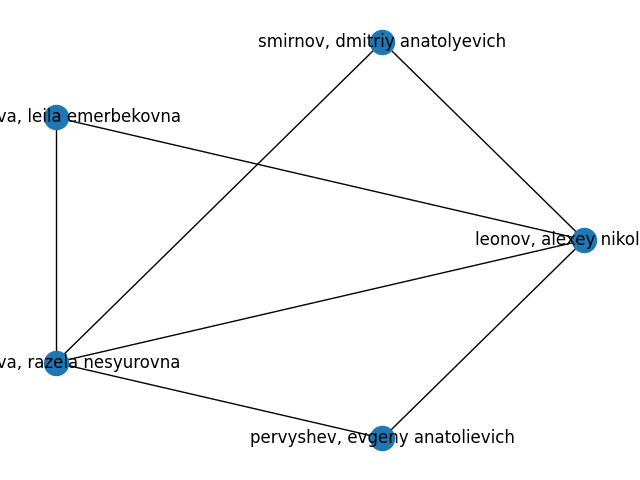 smirnov, dmitriy anatolyevich
va, leila emerbekovna
leonov, alexey nikol
va, razela nesyurovna
pervyshev, evgeny anatolievich